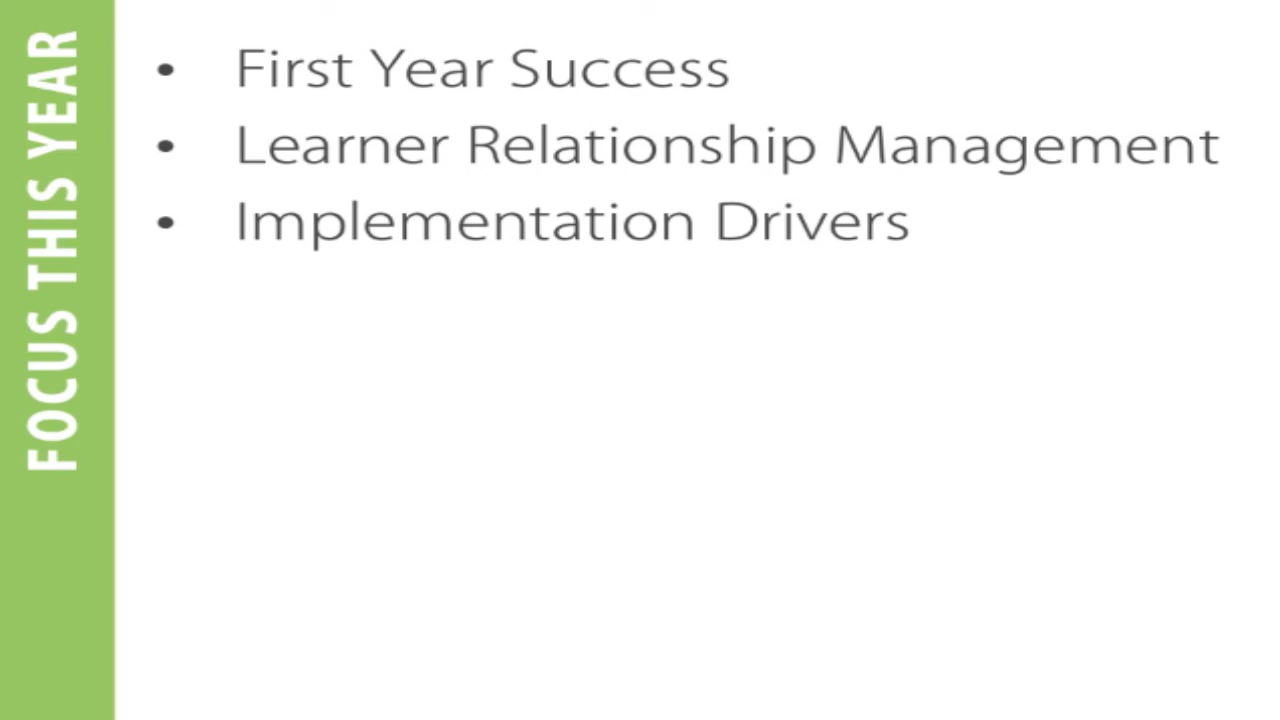 FOCUS THIS YEAR
• First Year Success
• Learner Relationship Management
• Implementation Drivers